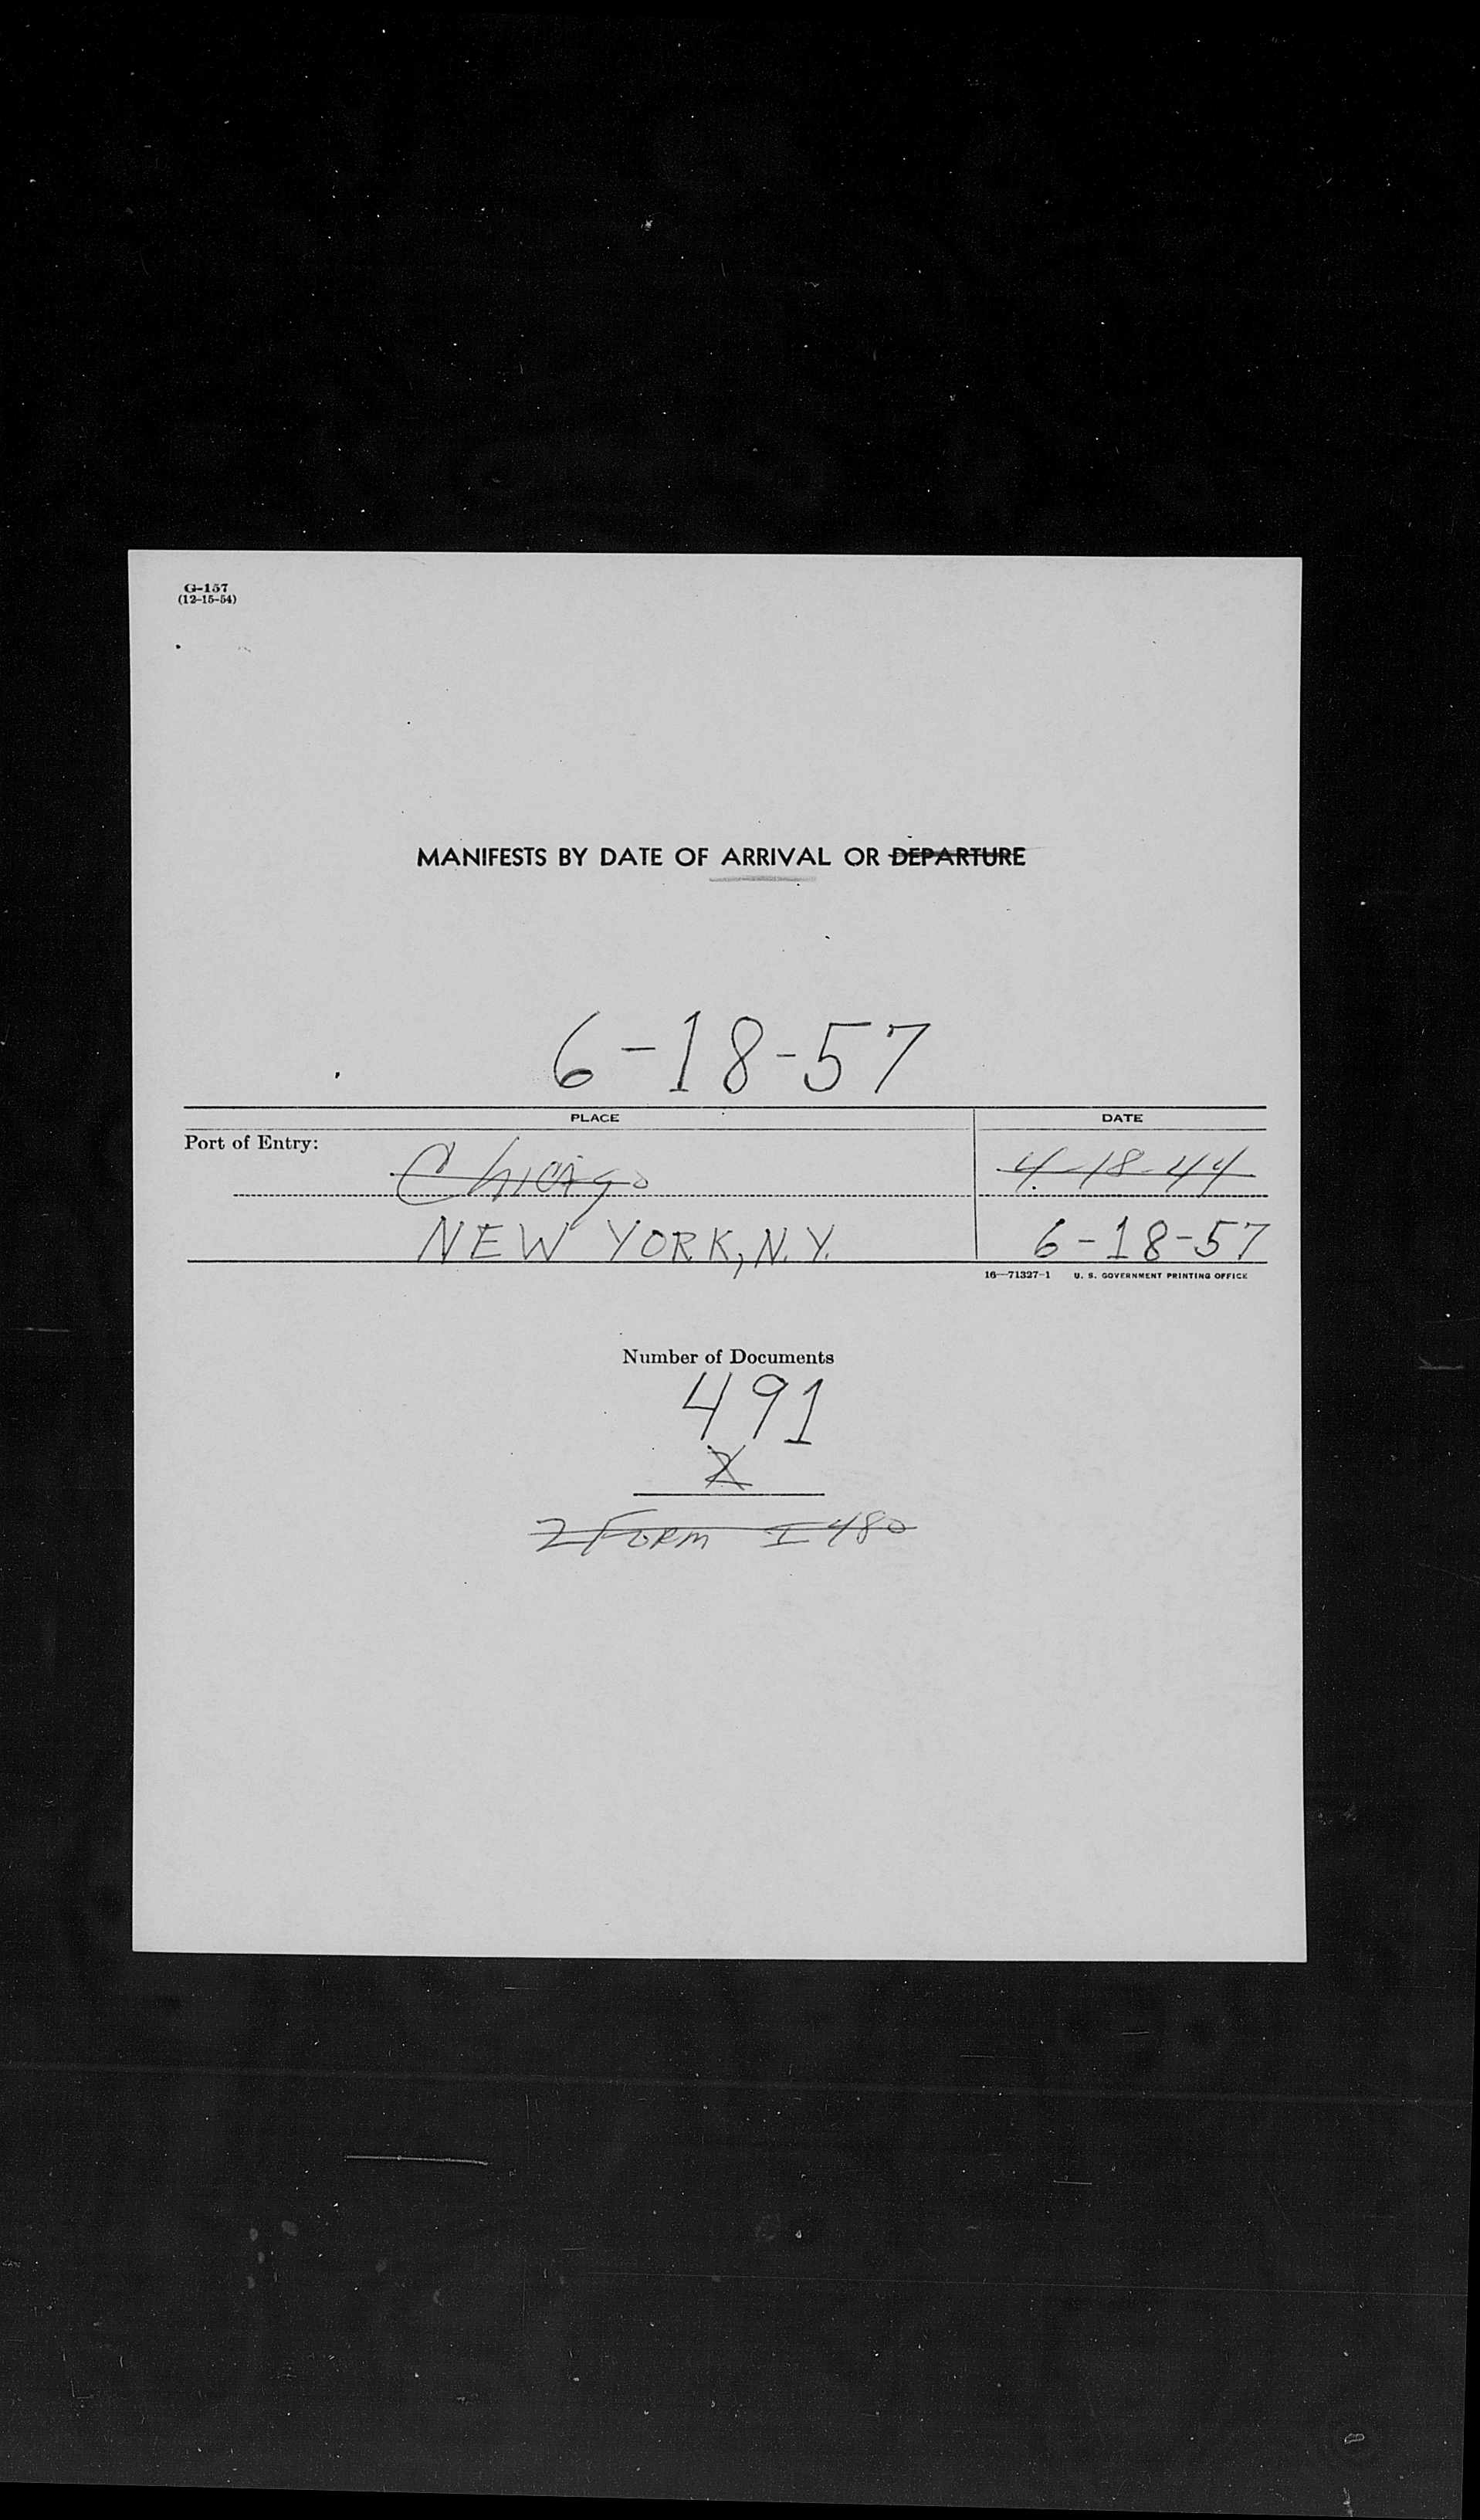 G-157
(12-15-54)
MANIFESTS BY DATE OF ARRIVAL OR DEPARTURE
6-18-57
PLACE DATE
Port of Entry: Chicago 4-18-44
NEW YORK, N.Y. 6-18-57
16—71327-1 U. S. GOVERNMENT PRINTING OFFICE
Number of Documents
491
2
2 FORM I 480